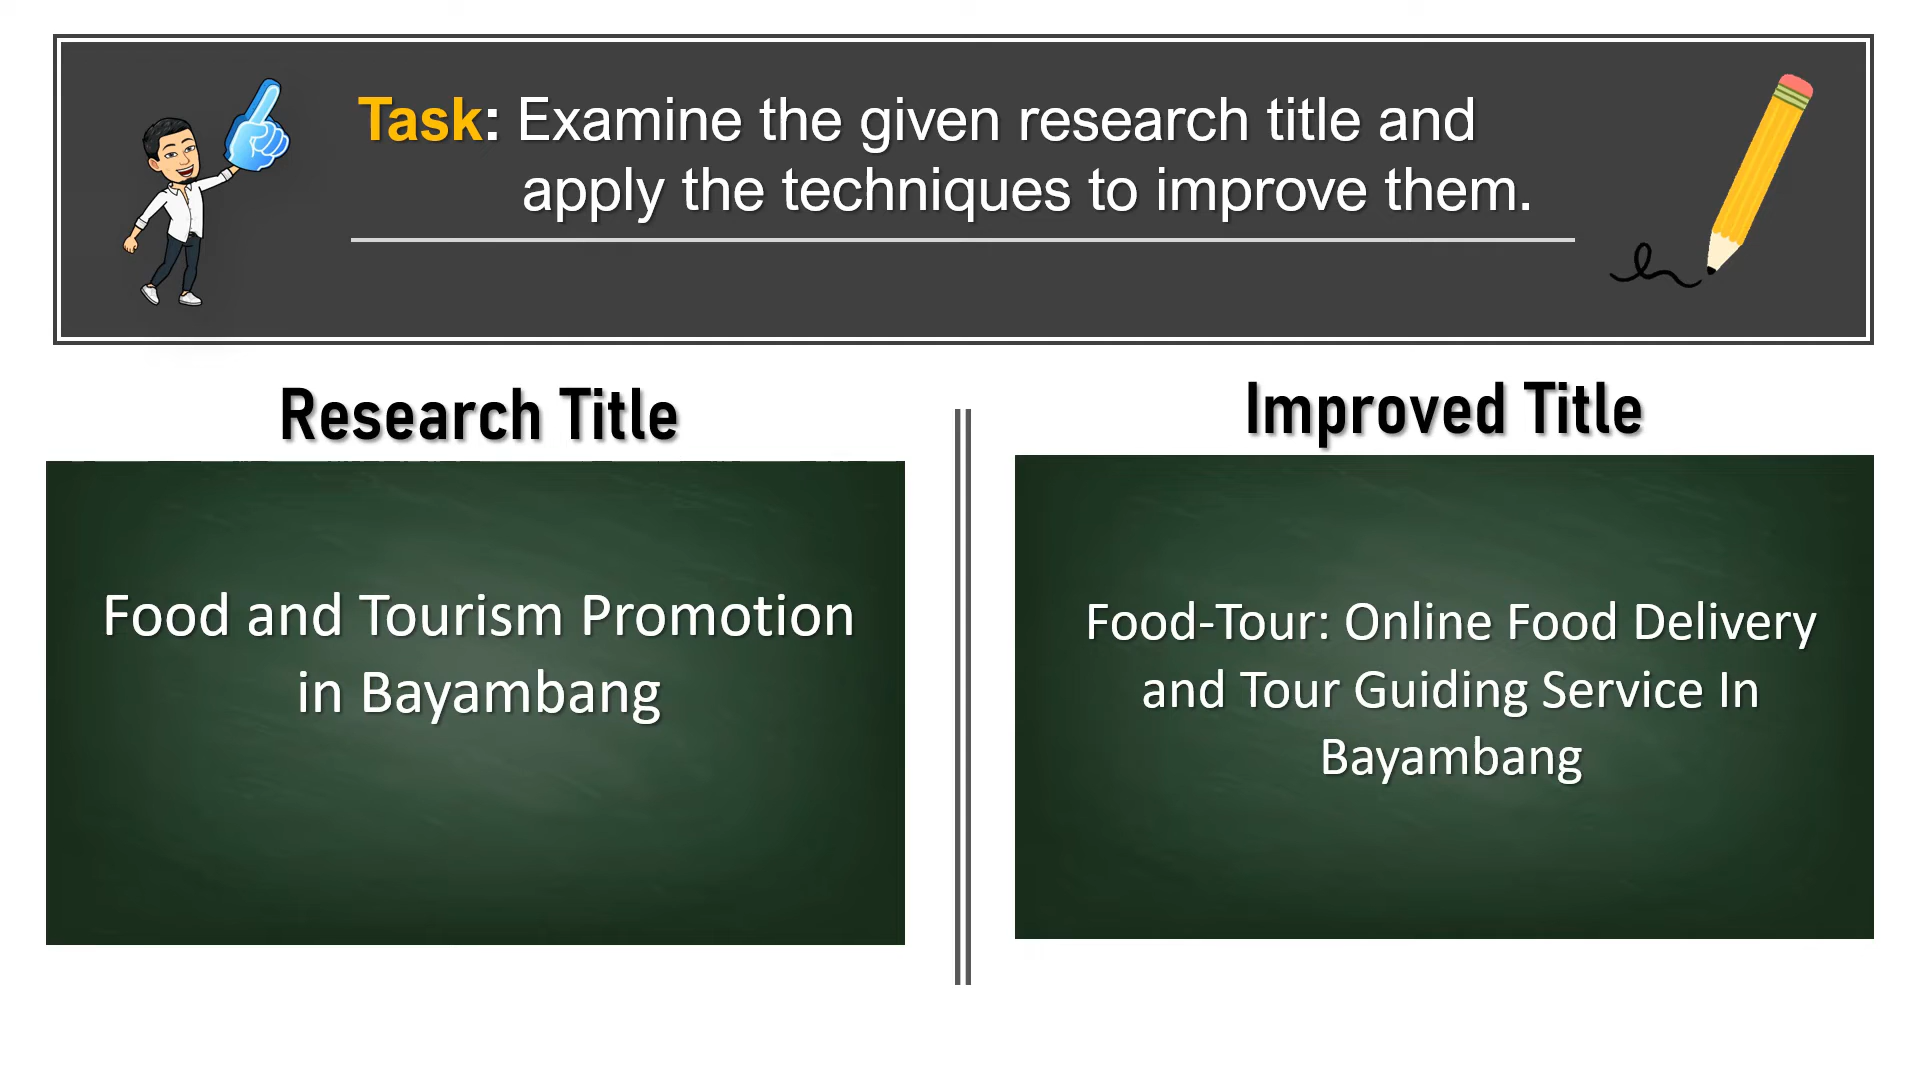 Task: Examine the given research title and
apply the techniques to improve them.
Research Title
Food and Tourism Promotion
in Bayambang
Improved Title
Food-Tour: Online Food Delivery
and Tour Guiding Service In
Bayambang